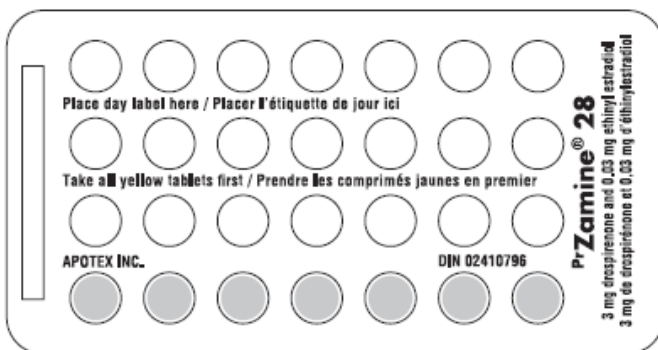 Place day label here / Placer l'étiquette de jour ici
Take all yellow tablets first / Prendre les comprimés jaunes en premier
APOTEX INC.
DIN 02410796
PrZamine® 28
3 mg drospirenone and 0.03 mg ethinyl estradiol
3 mg de drospirénone et 0,03 mg d'éthinylestradiol